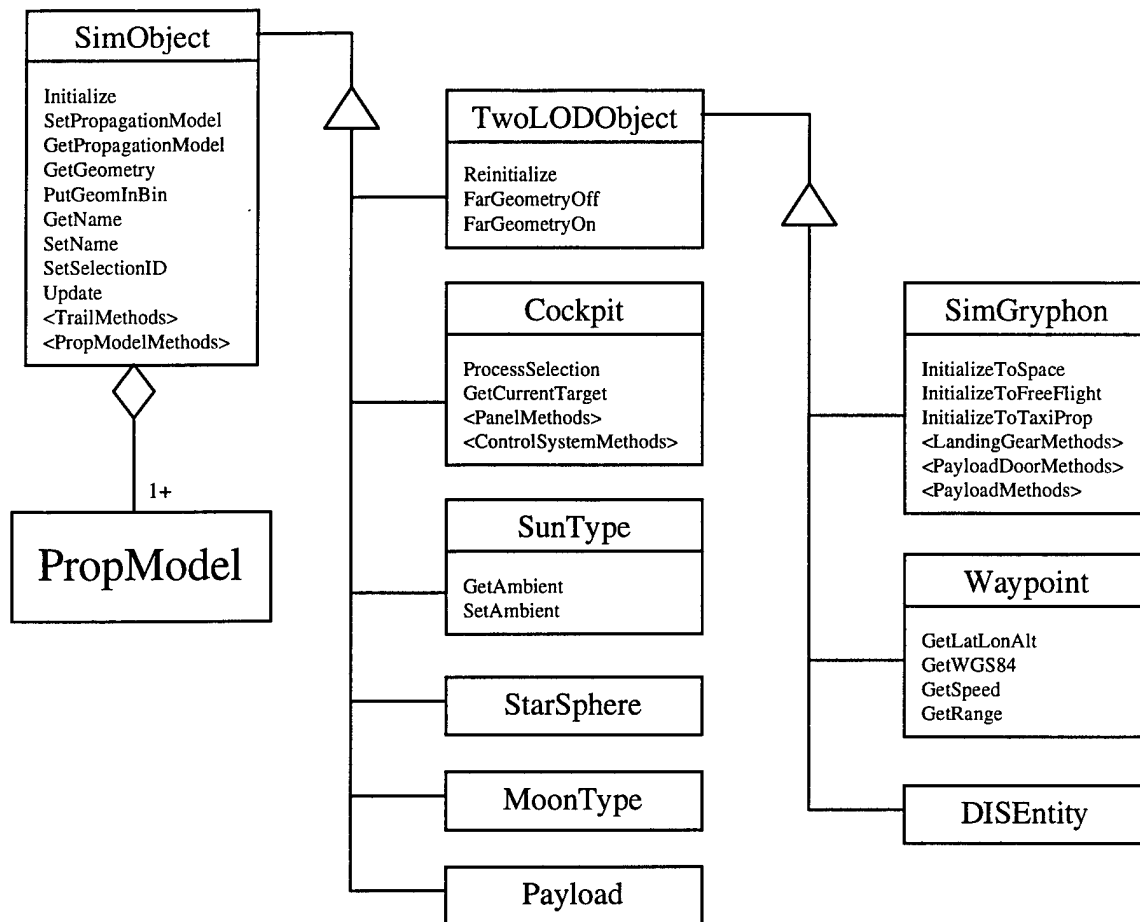 SimObject
Initialize
SetPropagationModel
GetPropagationModel
GetGeometry
PutGeomInBin
GetName
SetName
SetSelectionID
Update
<TrailMethods>
<PropModelMethods>
1+
PropModel
TwoLODObject
Reinitialize
FarGeometryOff
FarGeometryOn
Cockpit
ProcessSelection
GetCurrentTarget
<PanelMethods>
<ControlSystemMethods>
SunType
GetAmbient
SetAmbient
StarSphere
MoonType
Payload
SimGryphon
InitializeToSpace
InitializeToFreeFlight
InitializeToTaxiProp
<LandingGearMethods>
<PayloadDoorMethods>
<PayloadMethods>
Waypoint
GetLatLonAlt
GetWGS84
GetSpeed
GetRange
DISEntity